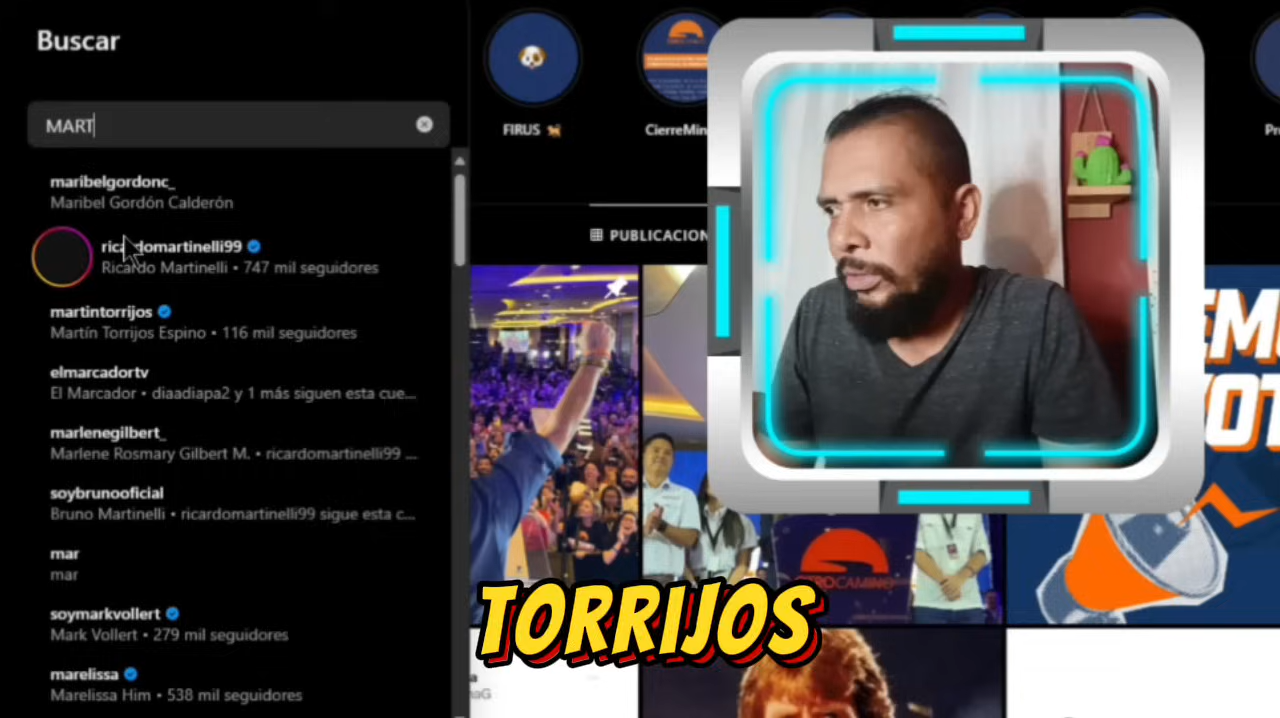 Buscar
MART
maribelgordonc_
Maribel Gordón Calderón
ricardomartinelli99
Ricardo Martinelli • 747 mil seguidores
martintorrijos
Martín Torrijos Espino • 116 mil seguidores
elmarcadortv
El Marcador • diaadiapa2 y 1 más siguen esta cue...
marlenegilbert_
Marlene Rosmary Gilbert M. • ricardomartinelli99 ...
soybrunooficial
Bruno Martinelli • ricardomartinelli99 sigue esta c...
mar
mar
soymarkvollert
Mark Vollert • 279 mil seguidores
marelissa
Marelissa Him • 538 mil seguidores
FIRUS
CierreMin
PUBLICACION
TORRIJOS